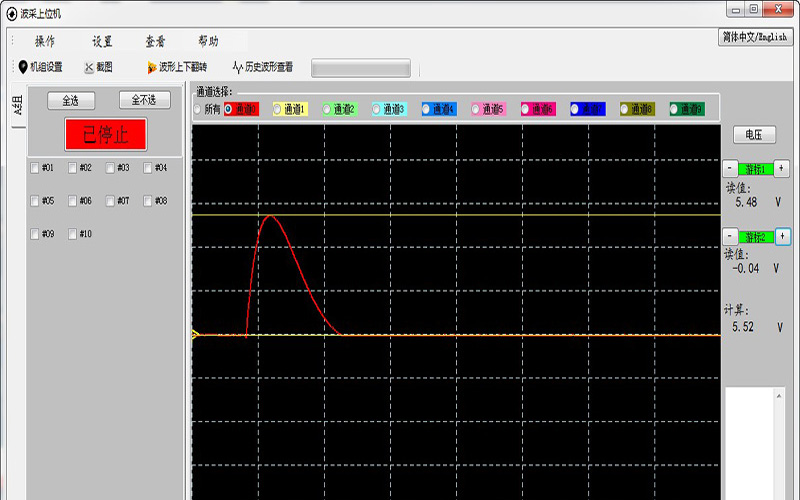 波采上位机
操作 设置 查看 帮助
简体中文/English
机组设置 截图 波形上下翻转 历史波形查看
A组
全选 全不选
已停止
#01 #02 #03 #04
#05 #06 #07 #08
#09 #10
通道选择:
所有 通道0 通道1 通道2 通道3 通道4 通道5 通道6 通道7 通道8 通道9
电压
- 游标1 +
读值:
5.48 V
- 游标2 +
读值:
-0.04 V
计算:
5.52 V